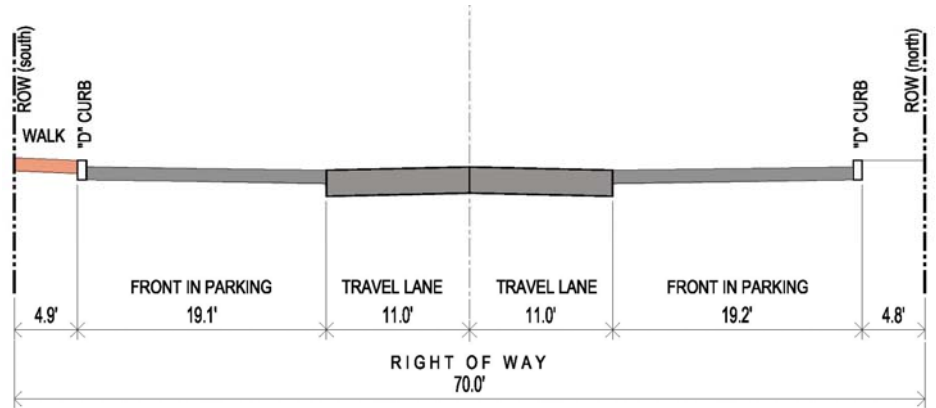 ROW (south)
WALK
"D" CURB
"D" CURB
ROW (north)
FRONT IN PARKING
TRAVEL LANE
TRAVEL LANE
FRONT IN PARKING
4.9'
19.1'
11.0'
11.0'
19.2'
4.8'
RIGHT OF WAY
70.0'